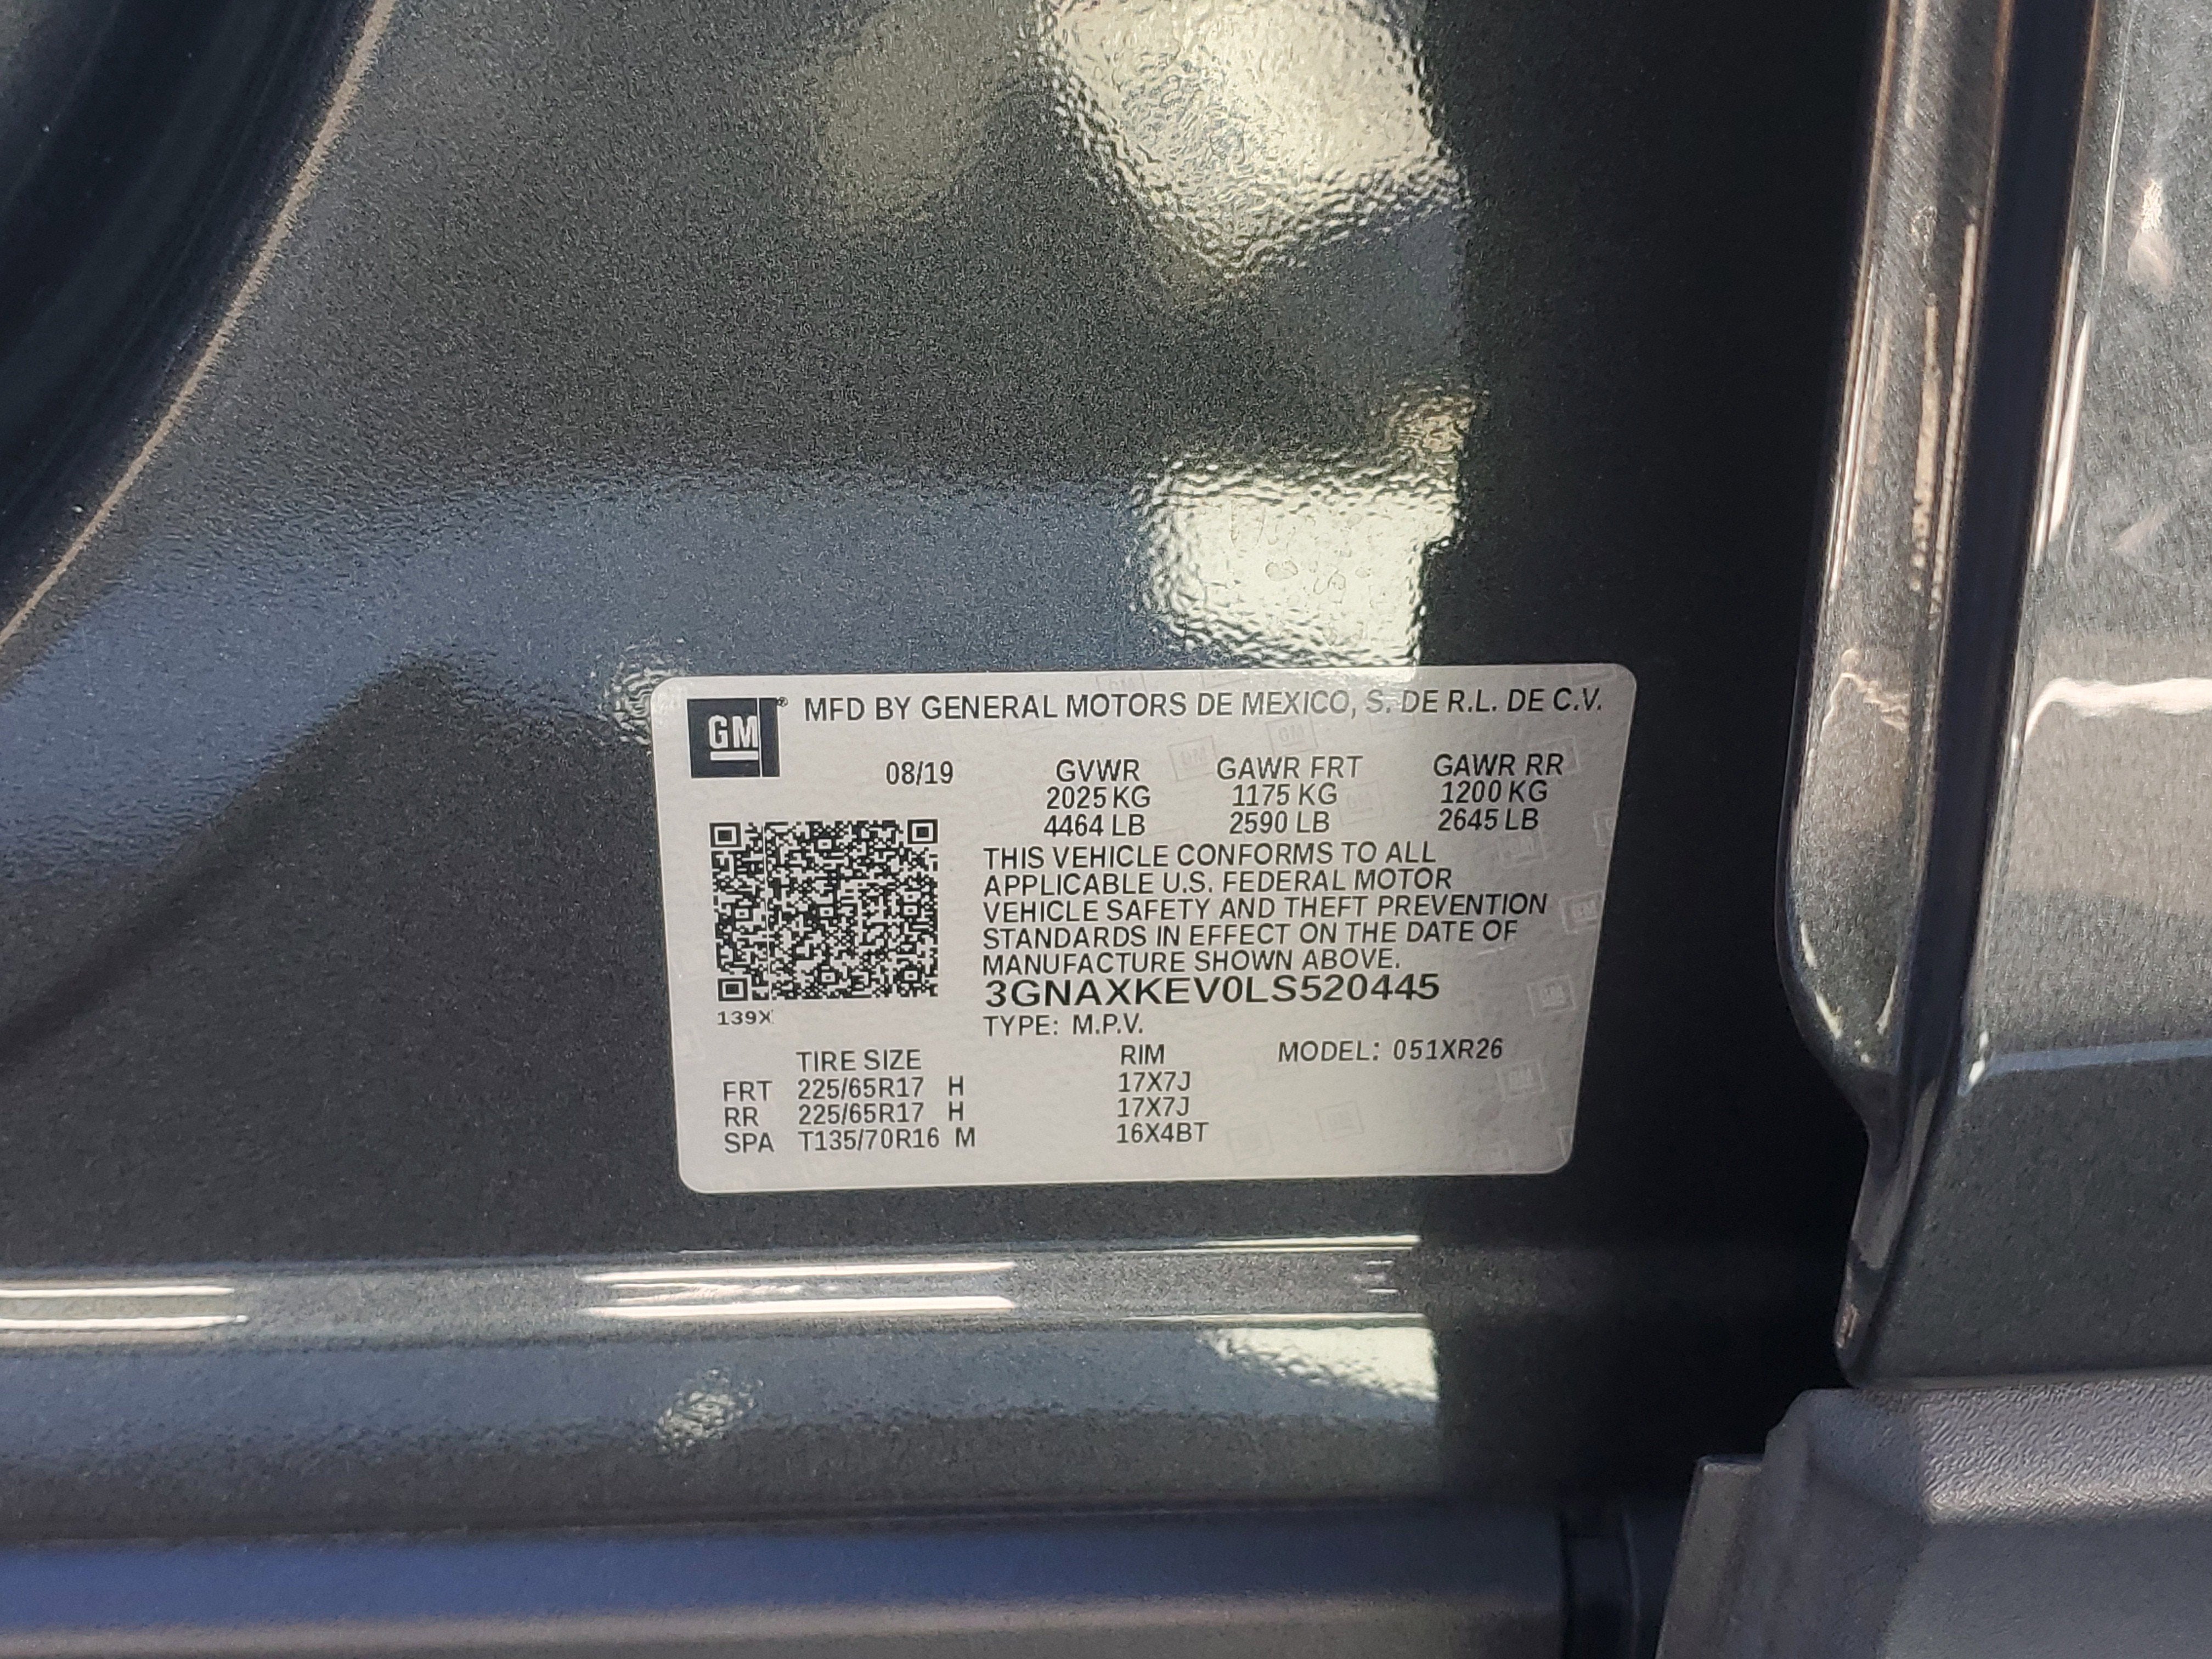 GM ® MFD BY GENERAL MOTORS DE MEXICO, S. DE R.L. DE C.V.
08/19 GVWR GAWR FRT GAWR RR
2025 KG 1175 KG 1200 KG
4464 LB 2590 LB 2645 LB
THIS VEHICLE CONFORMS TO ALL
APPLICABLE U.S. FEDERAL MOTOR
VEHICLE SAFETY AND THEFT PREVENTION
STANDARDS IN EFFECT ON THE DATE OF
MANUFACTURE SHOWN ABOVE.
3GNAXKEV0LS520445
139X
TYPE: M.P.V.
TIRE SIZE RIM MODEL: 051XR26
FRT 225/65R17 H 17X7J
RR 225/65R17 H 17X7J
SPA T135/70R16 M 16X4BT